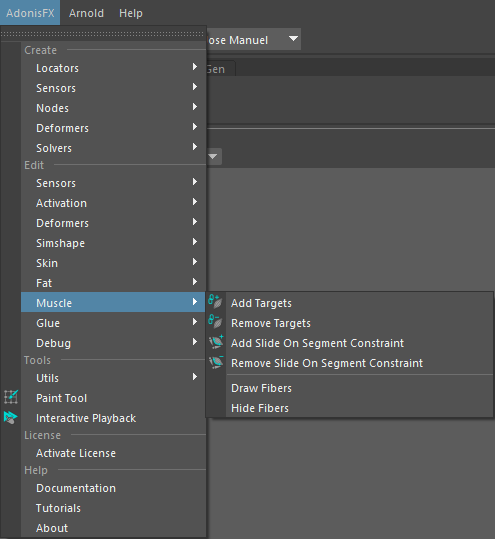 AdonisFX Arnold Help
ose Manuel
Gen
Create
Locators
Sensors
Nodes
Deformers
Solvers
Edit
Sensors
Activation
Deformers
Simshape
Skin
Fat
Muscle
Add Targets
Remove Targets
Add Slide On Segment Constraint
Remove Slide On Segment Constraint
Draw Fibers
Hide Fibers
Glue
Debug
Tools
Utils
Paint Tool
Interactive Playback
License
Activate License
Help
Documentation
Tutorials
About